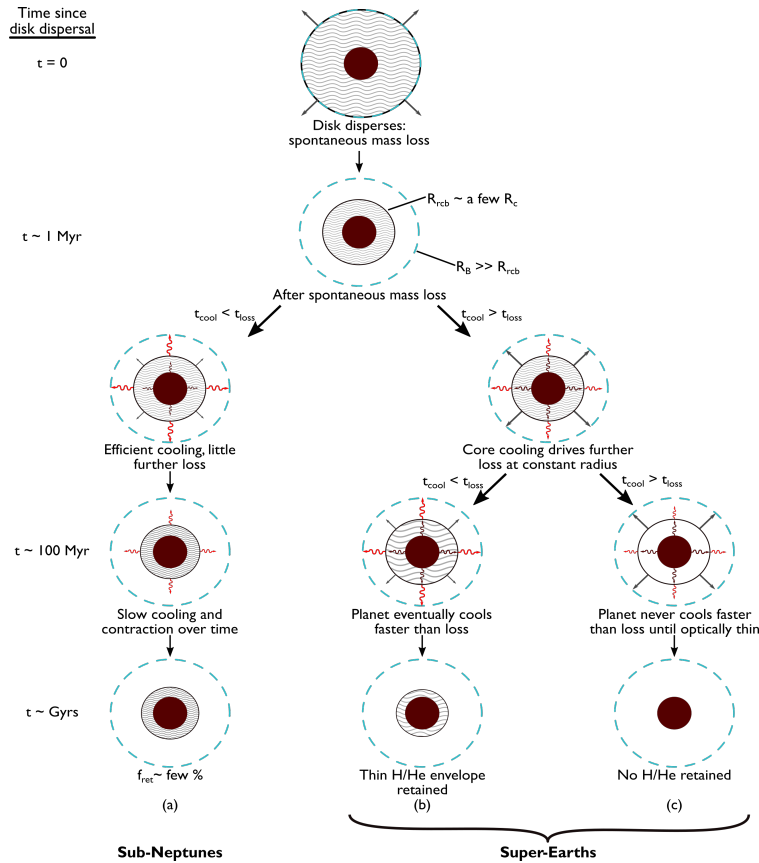 Time since
disk dispersal
t = 0
Disk disperses:
spontaneous mass loss
t ~ 1 Myr
R_rcb ~ a few R_c
R_B >> R_rcb
After spontaneous mass loss
t_cool < t_loss
t_cool > t_loss
Efficient cooling, little
further loss
Core cooling drives further
loss at constant radius
t_cool < t_loss
t_cool > t_loss
t ~ 100 Myr
Slow cooling and
contraction over time
Planet eventually cools
faster than loss
Planet never cools faster
than loss until optically thin
t ~ Gyrs
f_ret ~ few %
Thin H/He envelope
retained
No H/He retained
(a)
(b)
(c)
Sub-Neptunes
Super-Earths